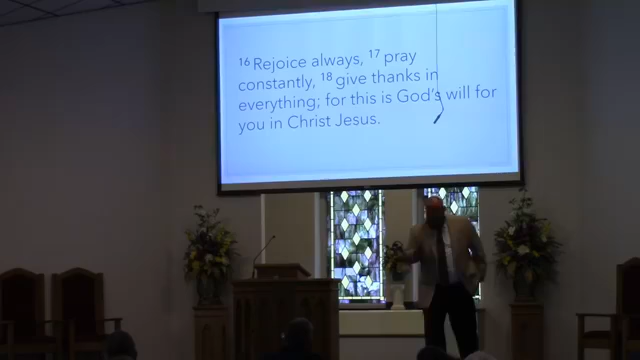 16 Rejoice always, 17 pray
constantly, 18 give thanks in
everything; for this is God's will for
you in Christ Jesus.